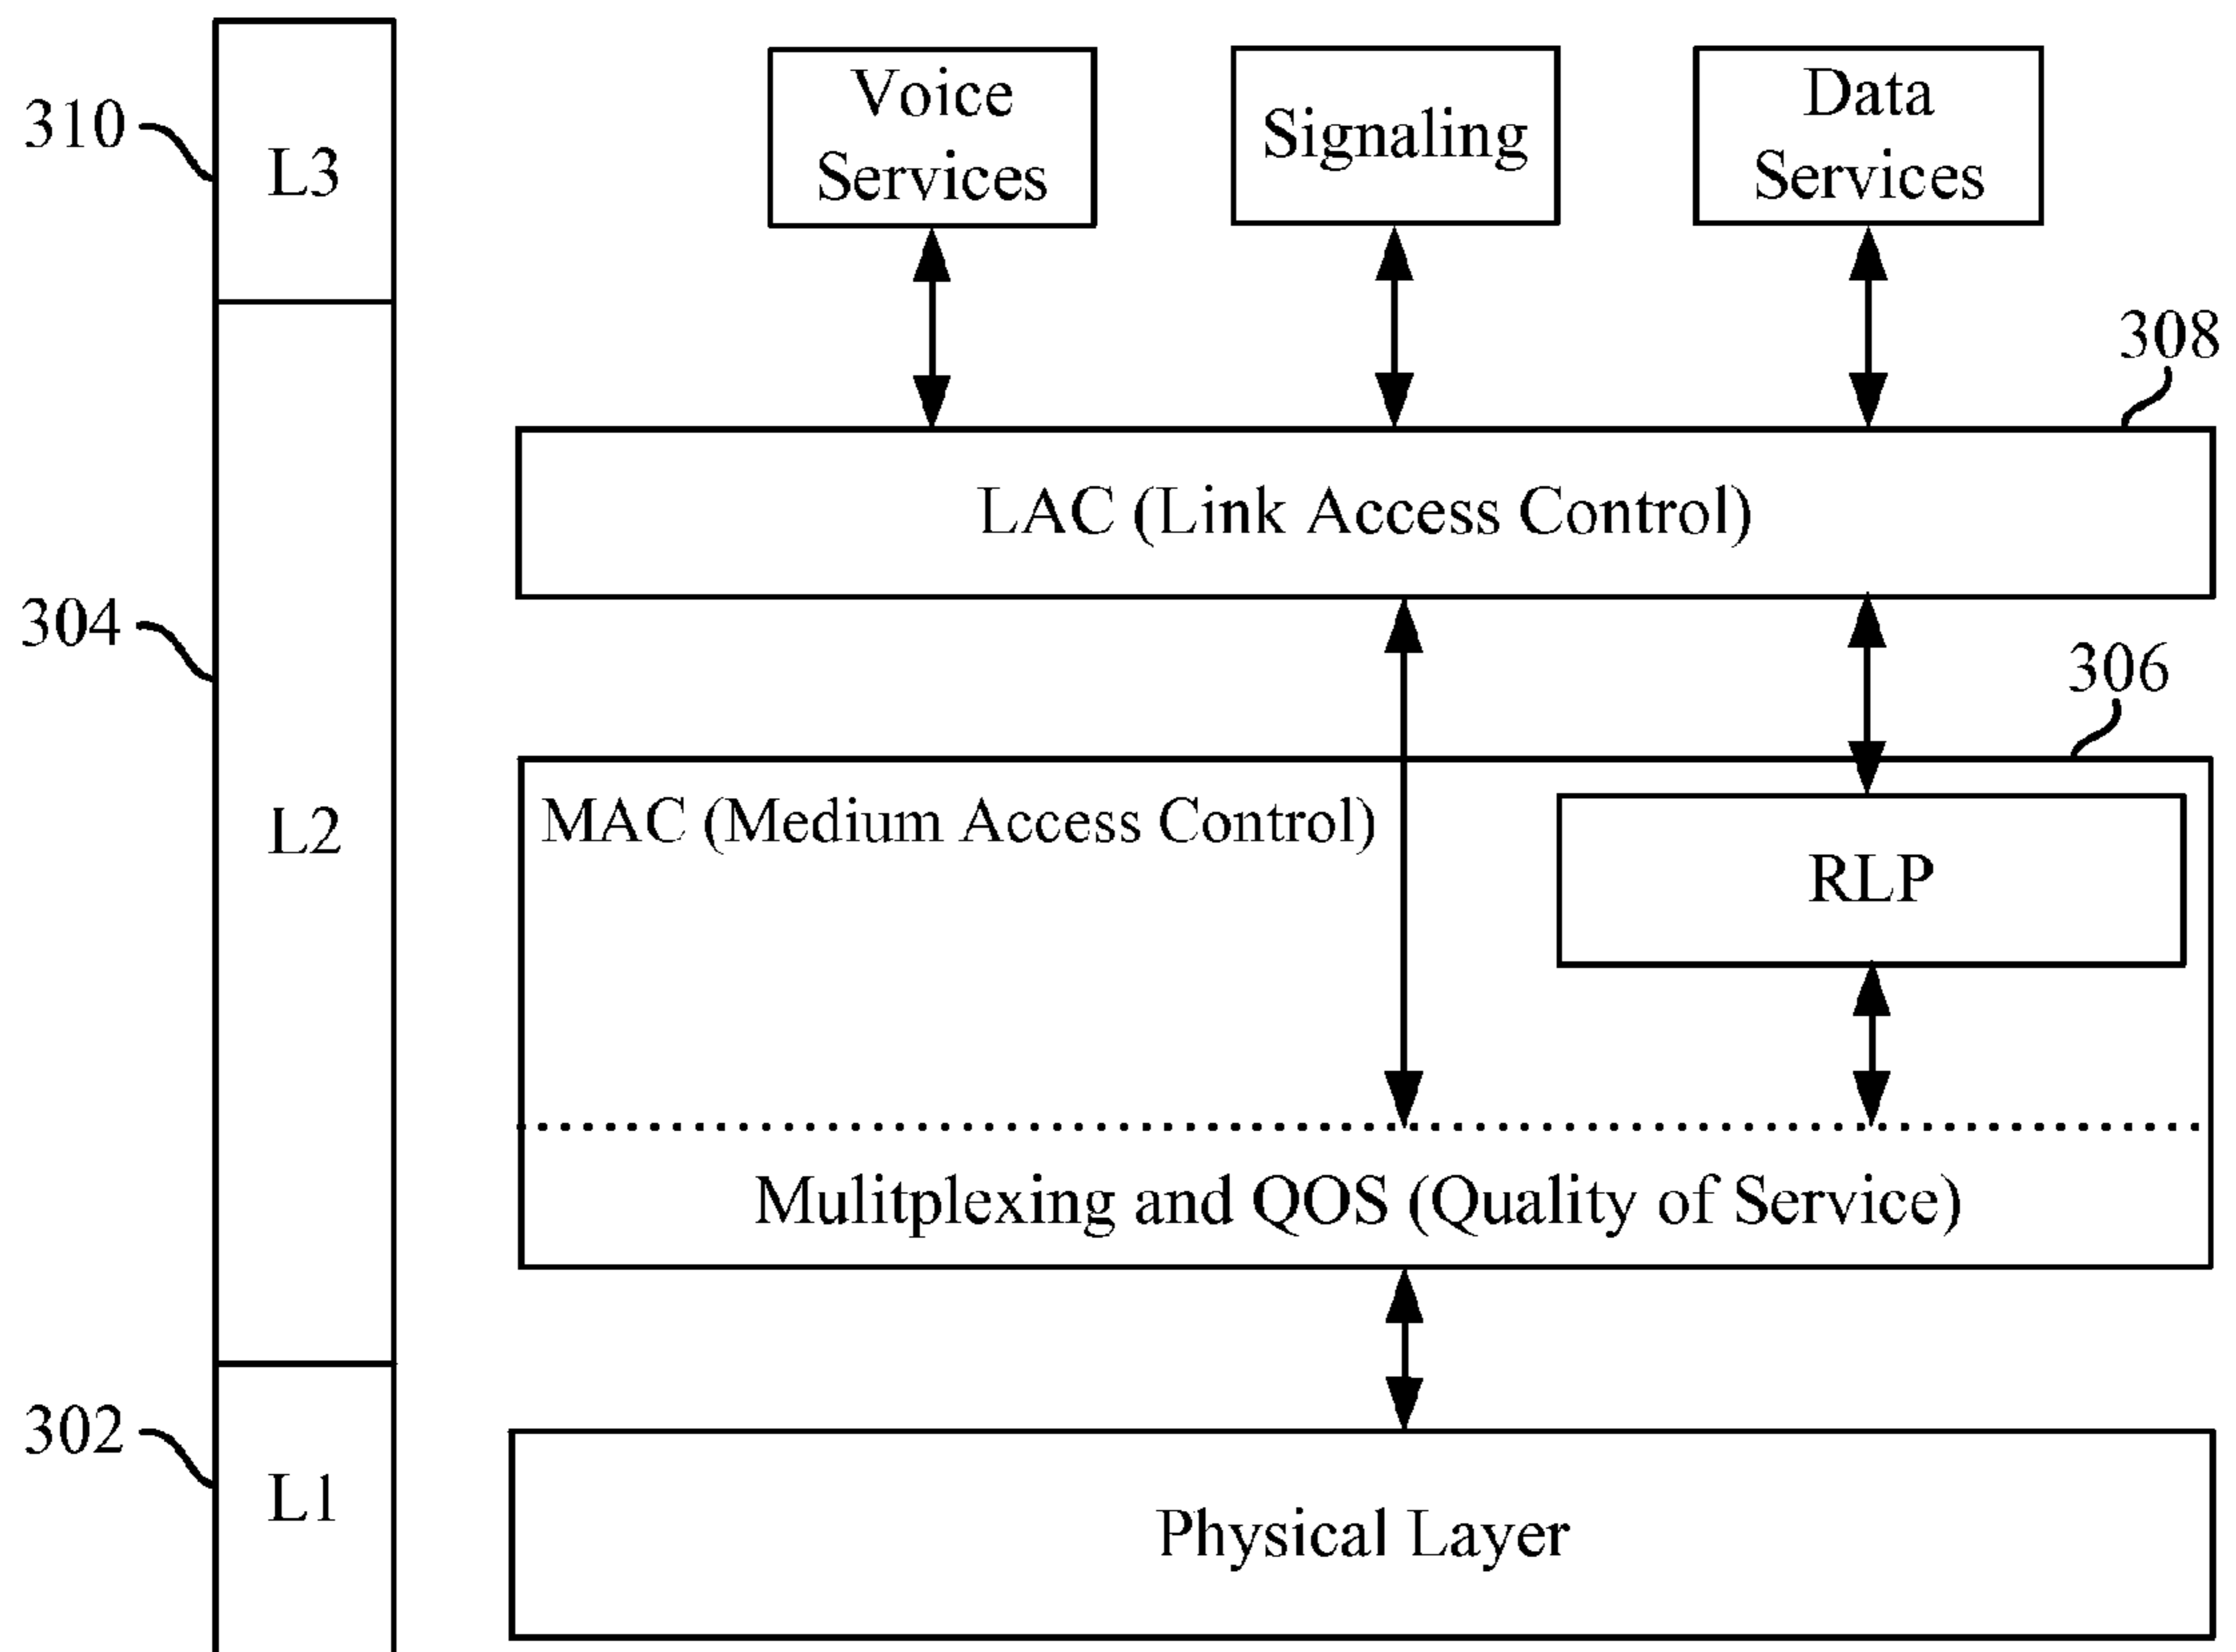 310
L3
Voice
Services
Signaling
Data
Services
308
LAC (Link Access Control)
304
L2
306
MAC (Medium Access Control)
RLP
Mulitplexing and QOS (Quality of Service)
302
L1
Physical Layer